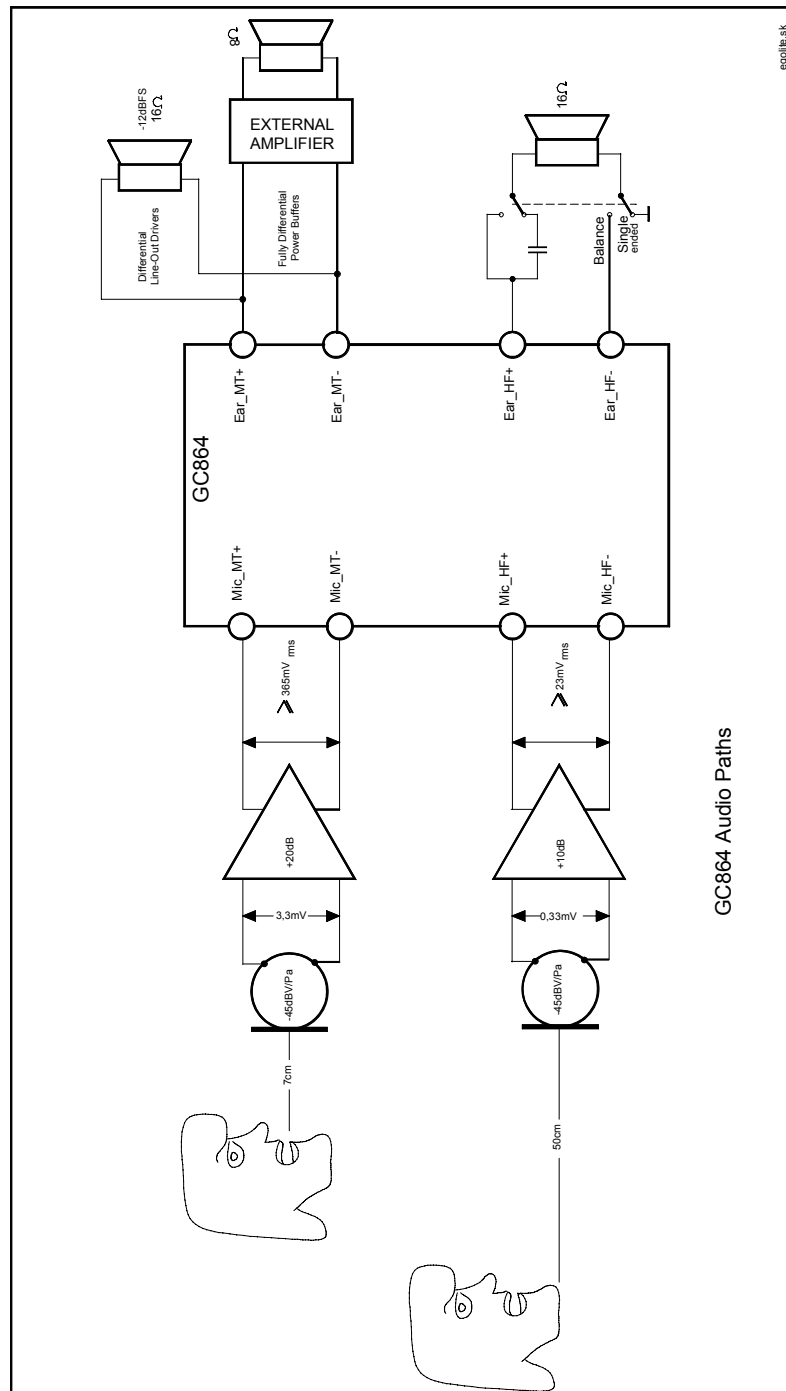 egolite.sk
8Ω
EXTERNAL
AMPLIFIER
-12dBFS
16Ω
16Ω
Differential
Line-Out Drivers
Fully Differential
Power Buffers
Balance
Single
ended
Ear_MT+
Ear_MT-
Ear_HF+
Ear_HF-
GC864
Mic_MT+
Mic_MT-
Mic_HF+
Mic_HF-
≥ 365mV rms
≥ 23mV rms
+20dB
+10dB
3,3mV
0,33mV
-45dBV/Pa
-45dBV/Pa
7cm
50cm
GC864 Audio Paths